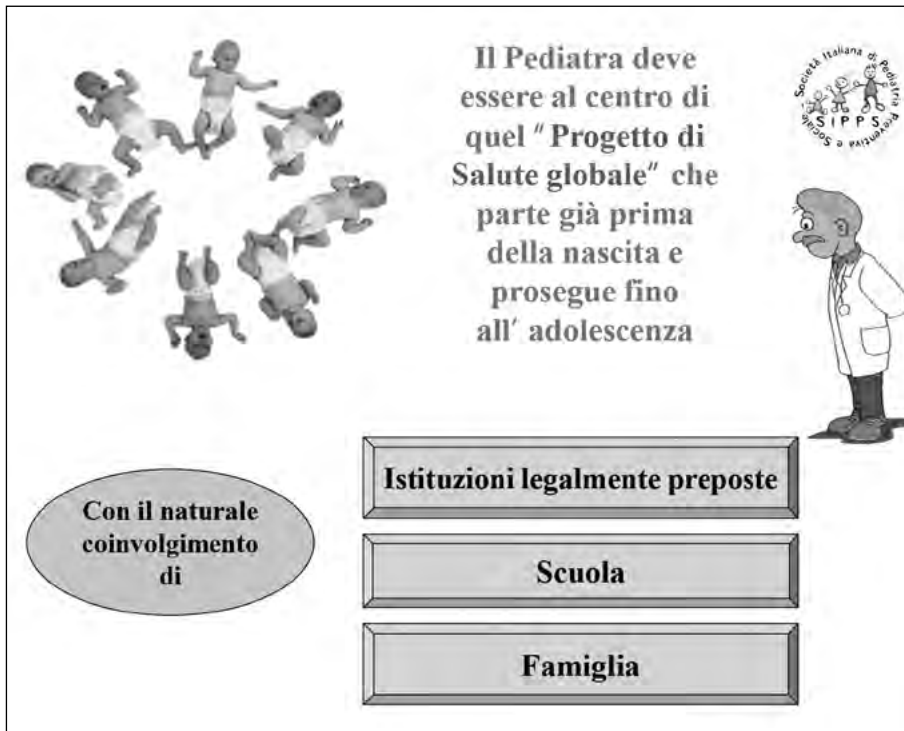 Il Pediatra deve
essere al centro di
quel " Progetto di
Salute globale" che
parte già prima
della nascita e
prosegue fino
all' adolescenza
Società Italiana di Pediatria
Preventiva e Sociale -
SIPPS
Istituzioni legalmente preposte
Con il naturale
coinvolgimento
di
Scuola
Famiglia